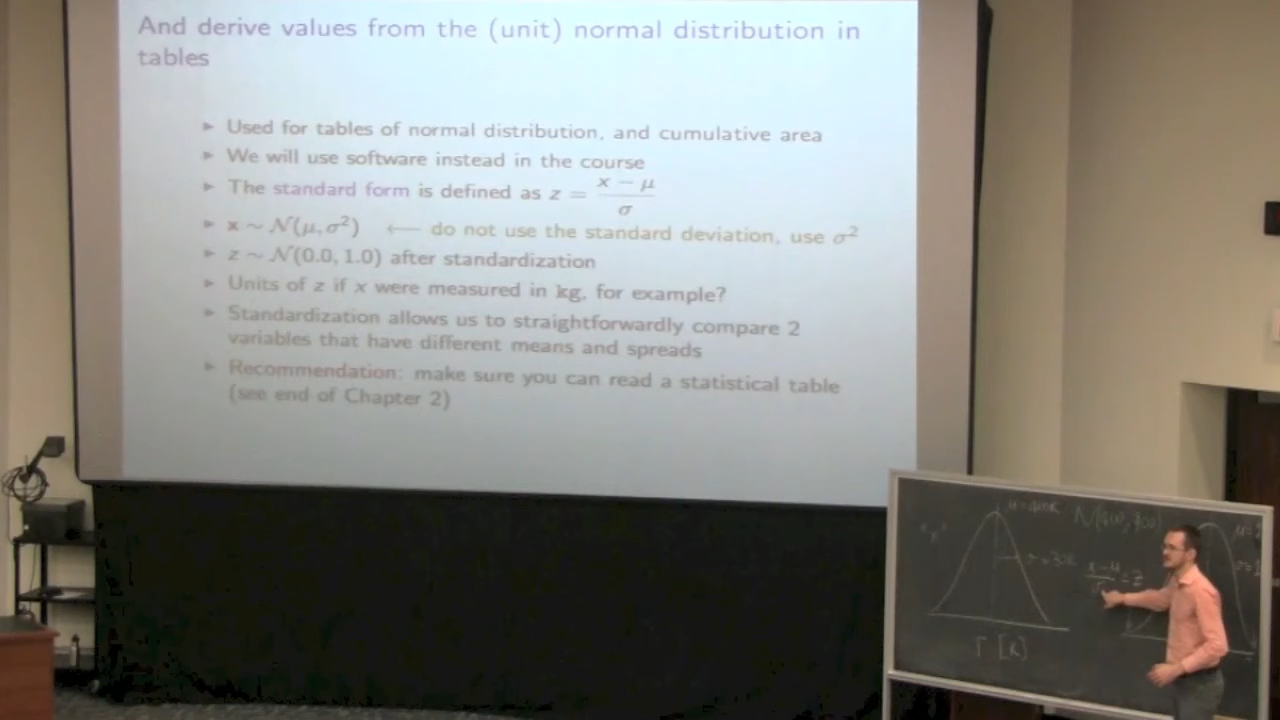 And derive values from the (unit) normal distribution in
tables
► Used for tables of normal distribution, and cumulative area
► We will use software instead in the course
► The standard form is defined as z = (x − μ)/σ
► x ∼ N(μ, σ²) ⟵ do not use the standard deviation, use σ²
► z ∼ N(0.0, 1.0) after standardization
► Units of z if x were measured in kg, for example?
► Standardization allows us to straightforwardly compare 2
variables that have different means and spreads
► Recommendation: make sure you can read a statistical table
(see end of Chapter 2)
"x"
μ=400K
N(400, 900)
σ=30K
(x−μ)/σ = z
T [K]